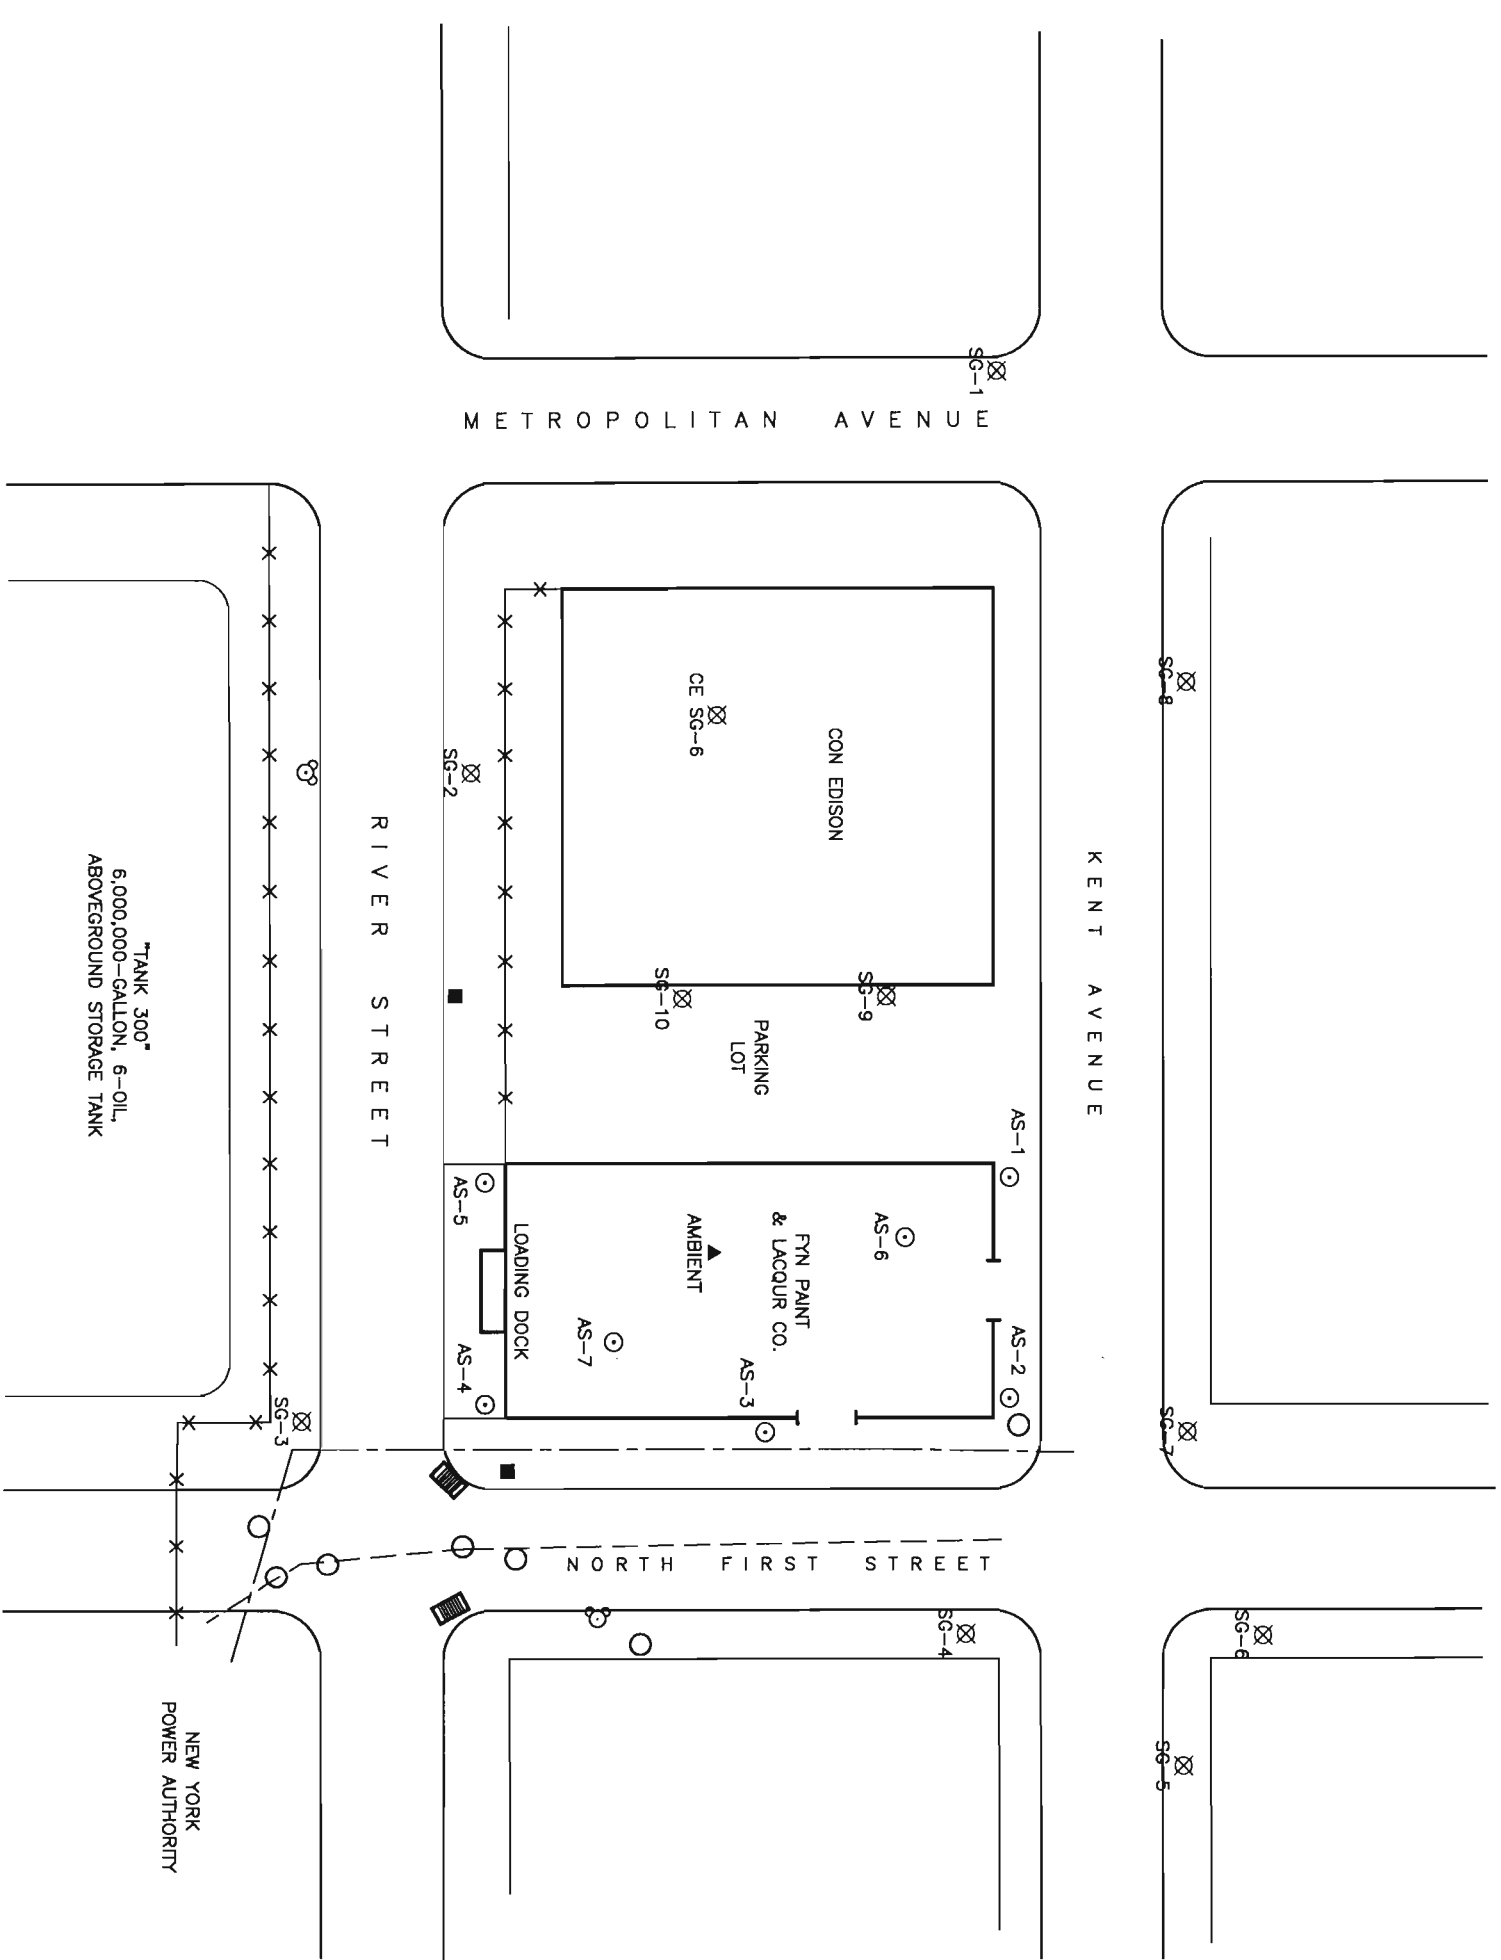 SG-1
METROPOLITAN AVENUE
SG-8
CE SG-6
CON EDISON
SG-2
RIVER STREET
KENT AVENUE
"TANK 300"
6,000,000-GALLON, 6-OIL,
ABOVEGROUND STORAGE TANK
SG-10
SG-9
PARKING
LOT
AS-1
AS-5
AS-6
AMBIENT
FYN PAINT
& LACQUR CO.
LOADING DOCK
AS-7
AS-2
AS-4
AS-3
SG-3
SG-7
NORTH FIRST STREET
SG-4
SG-6
SG-5
NEW YORK
POWER AUTHORITY